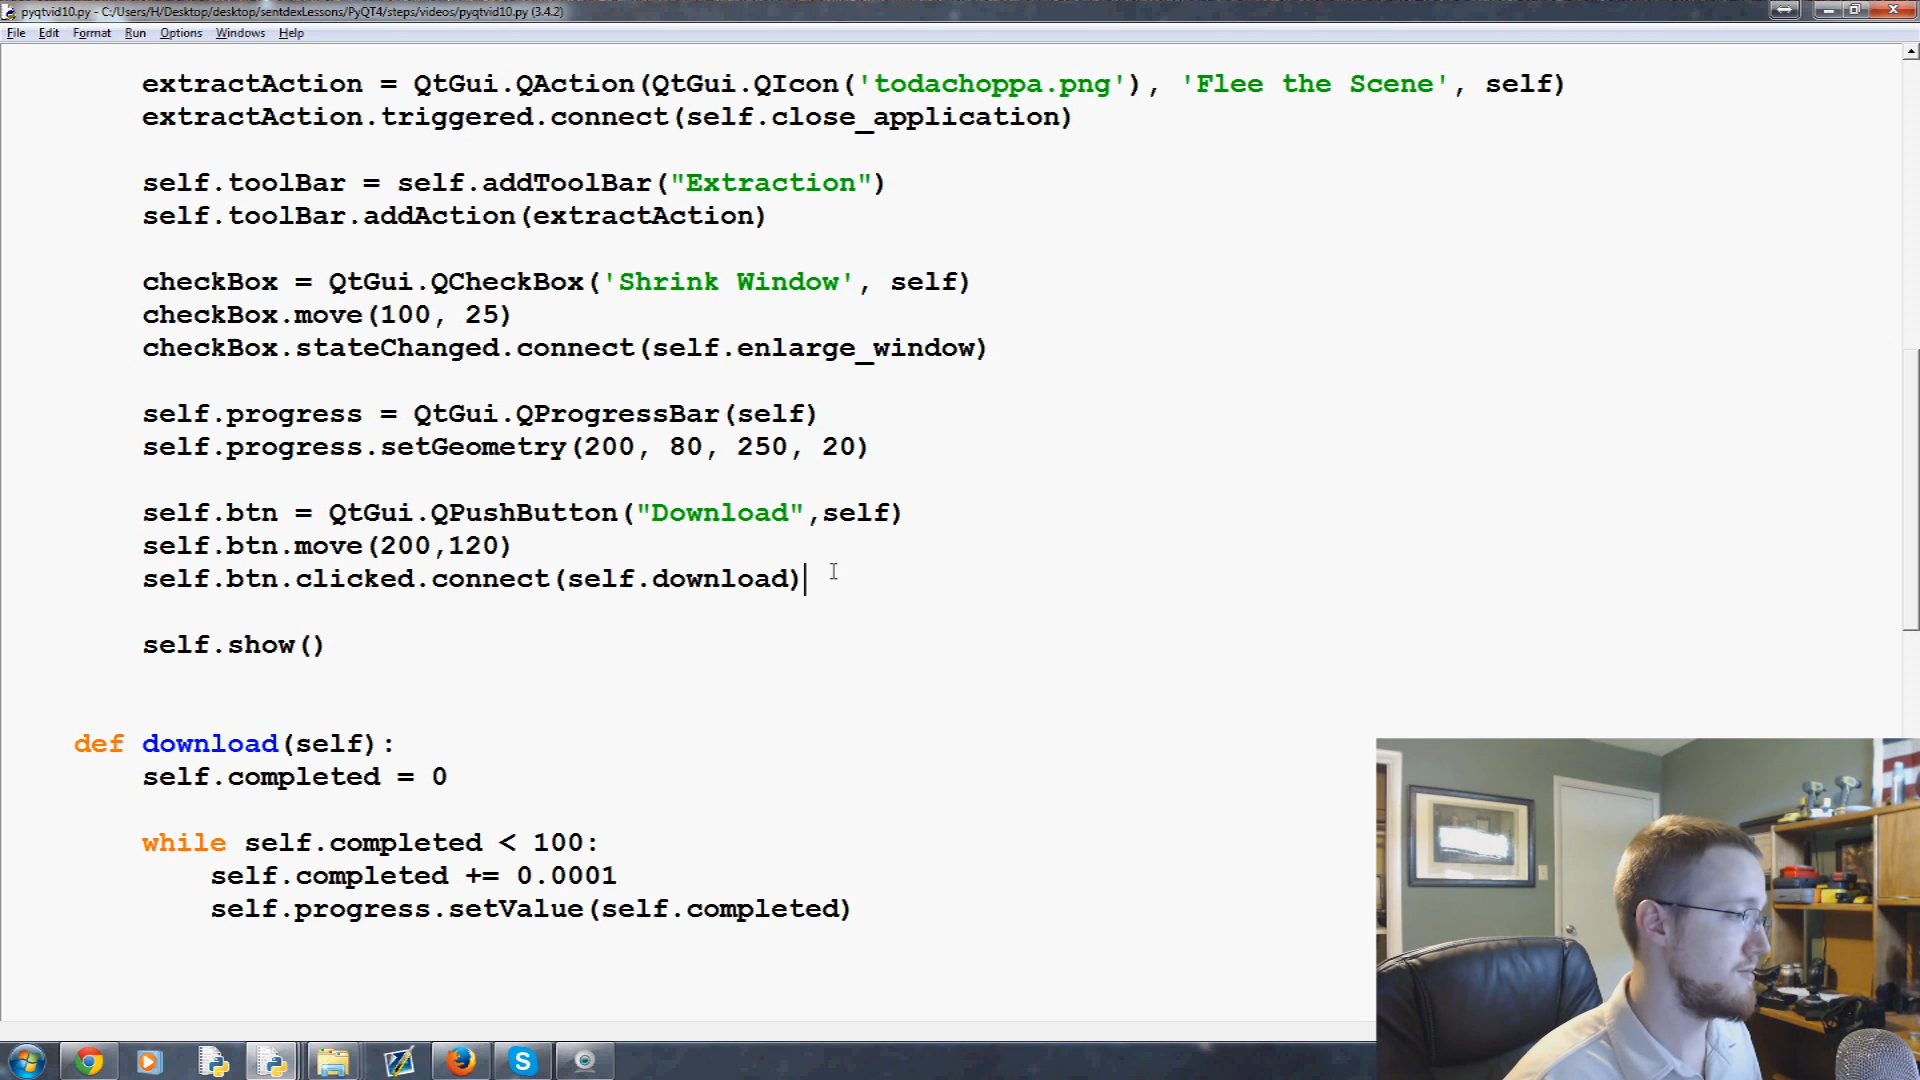 pyqtvid10.py - C:/Users/H/Desktop/desktop/sentdexLessons/PyQT4/steps/videos/pyqtvid10.py (3.4.2)
File Edit Format Run Options Windows Help
extractAction = QtGui.QAction(QtGui.QIcon('todachoppa.png'), 'Flee the Scene', self)
extractAction.triggered.connect(self.close_application)
self.toolBar = self.addToolBar("Extraction")
self.toolBar.addAction(extractAction)
checkBox = QtGui.QCheckBox('Shrink Window', self)
checkBox.move(100, 25)
checkBox.stateChanged.connect(self.enlarge_window)
self.progress = QtGui.QProgressBar(self)
self.progress.setGeometry(200, 80, 250, 20)
self.btn = QtGui.QPushButton("Download",self)
self.btn.move(200,120)
self.btn.clicked.connect(self.download)
self.show()
def download(self):
self.completed = 0
while self.completed < 100:
self.completed += 0.0001
self.progress.setValue(self.completed)